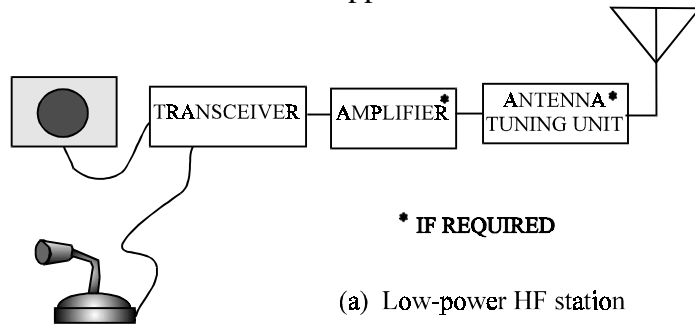 TRANSCEIVER
AMPLIFIER*
ANTENNA*
TUNING UNIT
* IF REQUIRED
(a) Low-power HF station